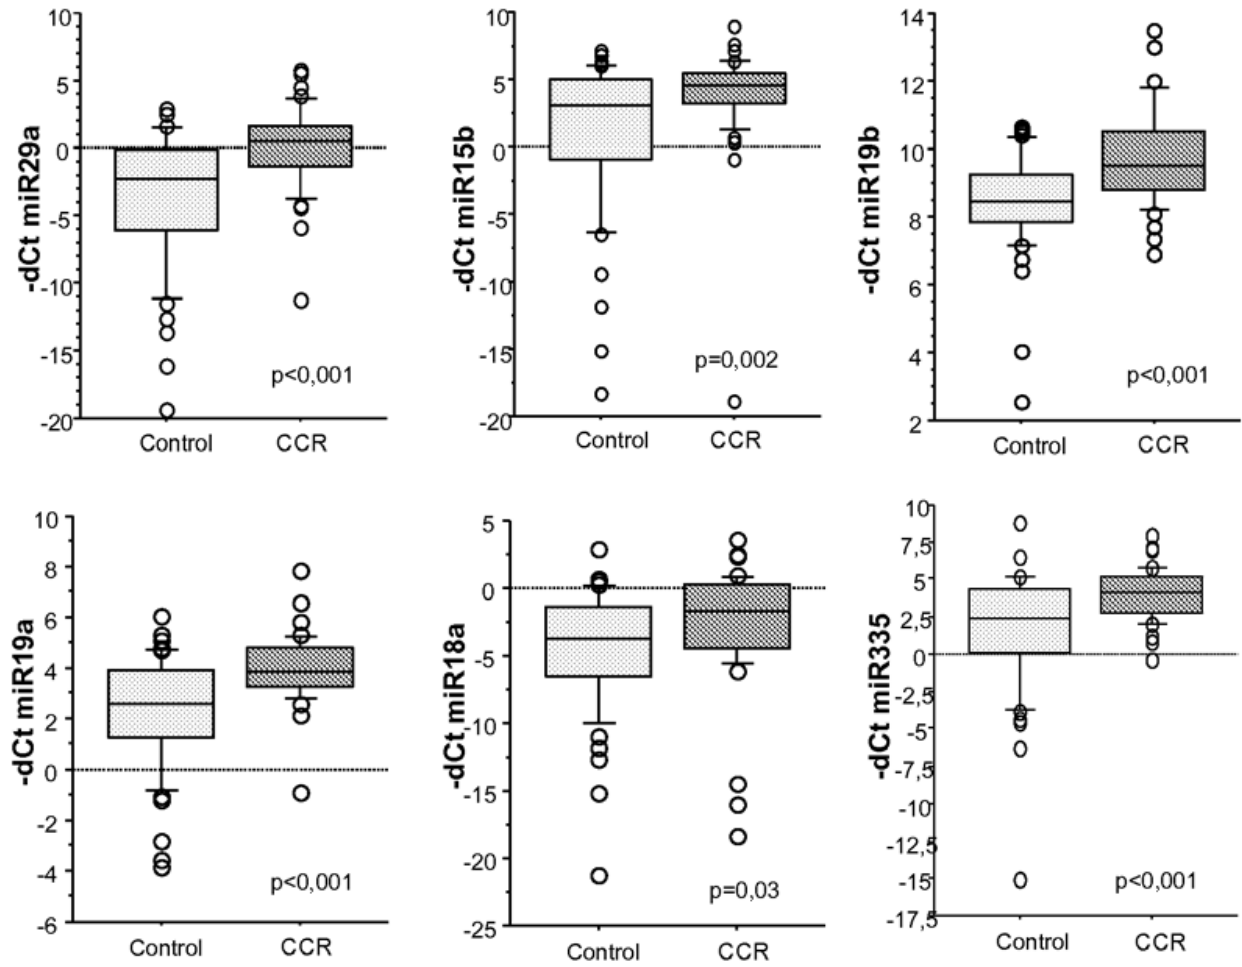 -dCt miR29a
10
5
0
-5
-10
-15
-20
p<0,001
Control CCR
-dCt miR15b
10
5
0
-5
-10
-15
-20
p=0,002
Control CCR
-dCt miR19b
14
12
10
8
6
4
2
p<0,001
Control CCR
-dCt miR19a
10
8
6
4
2
0
-2
-4
-6
p<0,001
Control CCR
-dCt miR18a
5
0
-5
-10
-15
-20
-25
p=0,03
Control CCR
-dCt miR335
10
7,5
5
2,5
0
-2,5
-5
-7,5
-10
-12,5
-15
-17,5
p<0,001
Control CCR